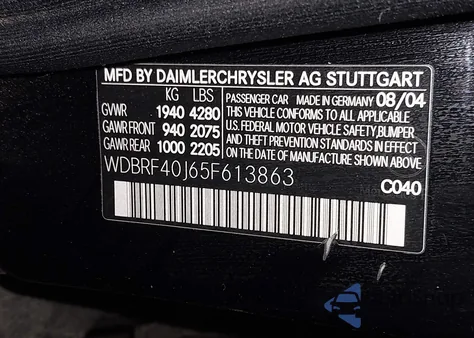 MFD BY DAIMLERCHRYSLER AG STUTTGART
KG LBS
GVWR 1940 4280
GAWR FRONT 940 2075
GAWR REAR 1000 2205
PASSENGER CAR MADE IN GERMANY 08/04
THIS VEHICLE CONFORMS TO ALL APPLICABLE
U.S. FEDERAL MOTOR VEHICLE SAFETY, BUMPER,
AND THEFT PREVENTION STANDARDS IN EFFECT
ON THE DATE OF MANUFACTURE SHOWN ABOVE
WDBRF40J65F613863
C040